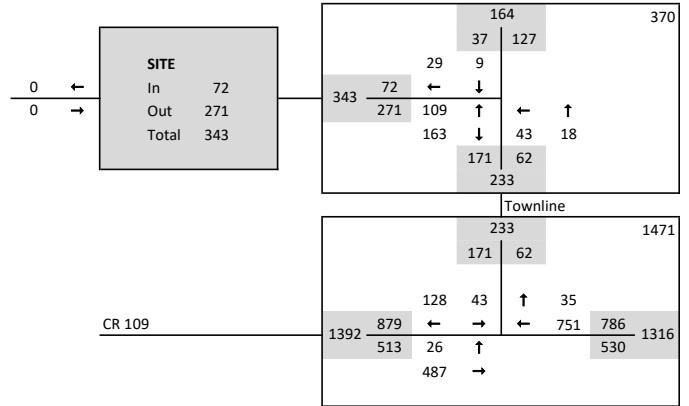 164 370
37 127
SITE 29 9
0 ← In 72 343 72 ← ↓
0 → Out 271 271 109 ↑ ← ↑
Total 343 163 ↓ 43 18
171 62
233
Townline
233 1471
171 62
128 43 ↑ 35
CR 109 1392 879 ← → ← 751 786 1316
513 26 ↑ 530
487 →